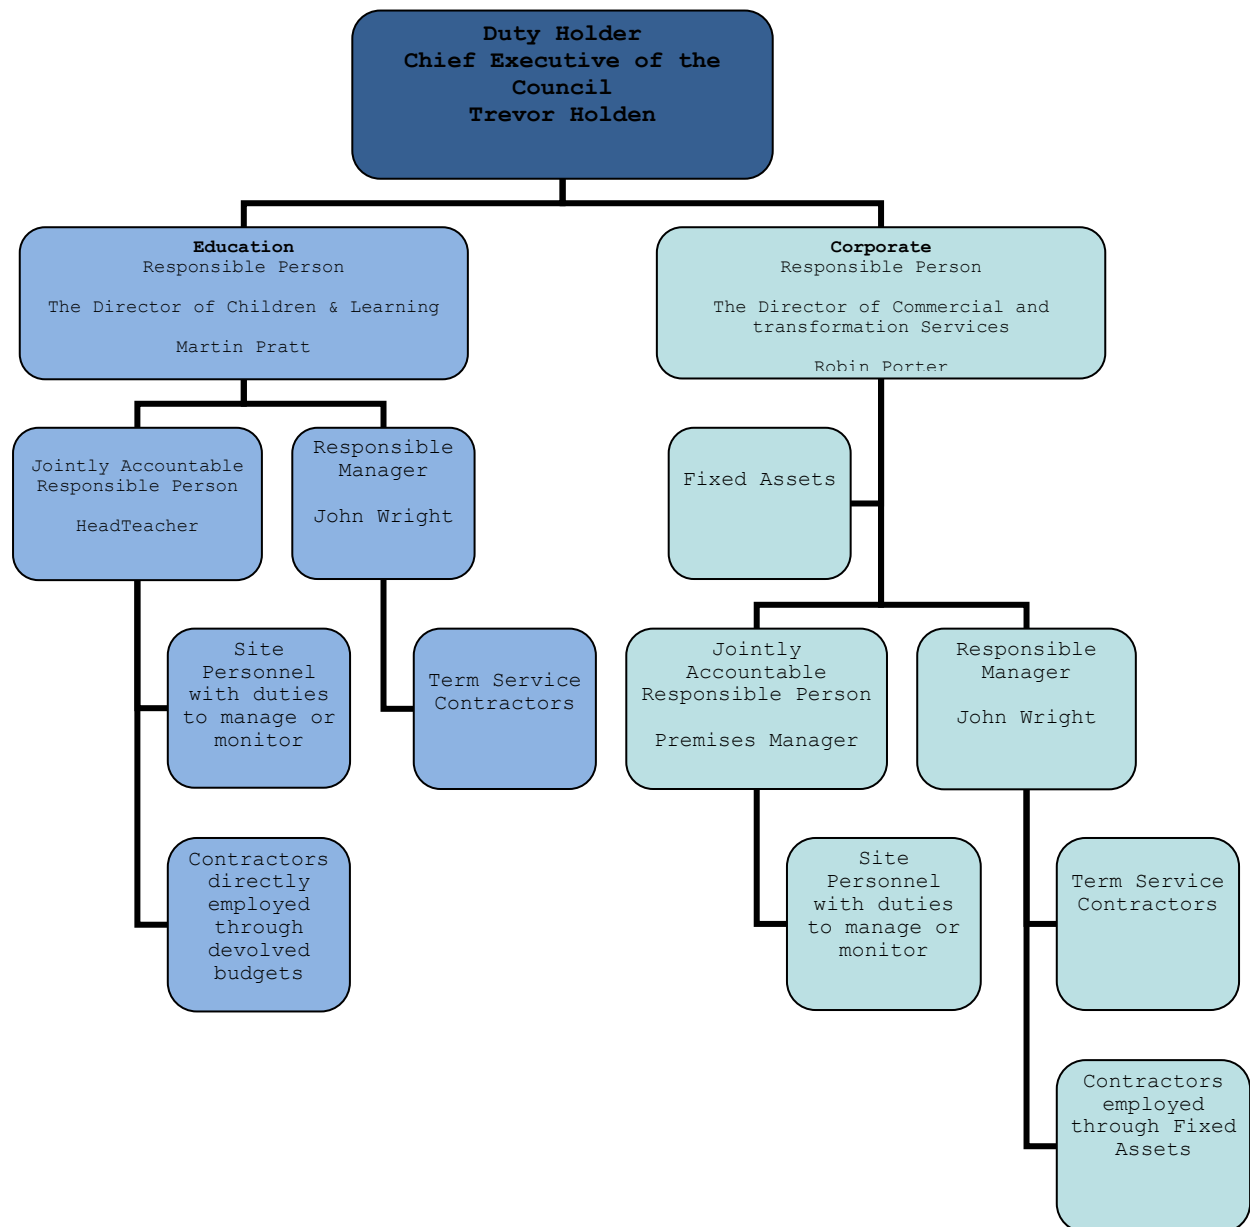 Duty Holder
Chief Executive of the
Council
Trevor Holden
Education
Responsible Person
The Director of Children & Learning
Martin Pratt
Corporate
Responsible Person
The Director of Commercial and
transformation Services
Robin Porter
Jointly Accountable
Responsible Person
HeadTeacher
Responsible
Manager
John Wright
Fixed Assets
Site
Personnel
with duties
to manage or
monitor
Term Service
Contractors
Jointly
Accountable
Responsible Person
Premises Manager
Responsible
Manager
John Wright
Contractors
directly
employed
through
devolved
budgets
Site
Personnel
with duties
to manage or
monitor
Term Service
Contractors
Contractors
employed
through Fixed
Assets